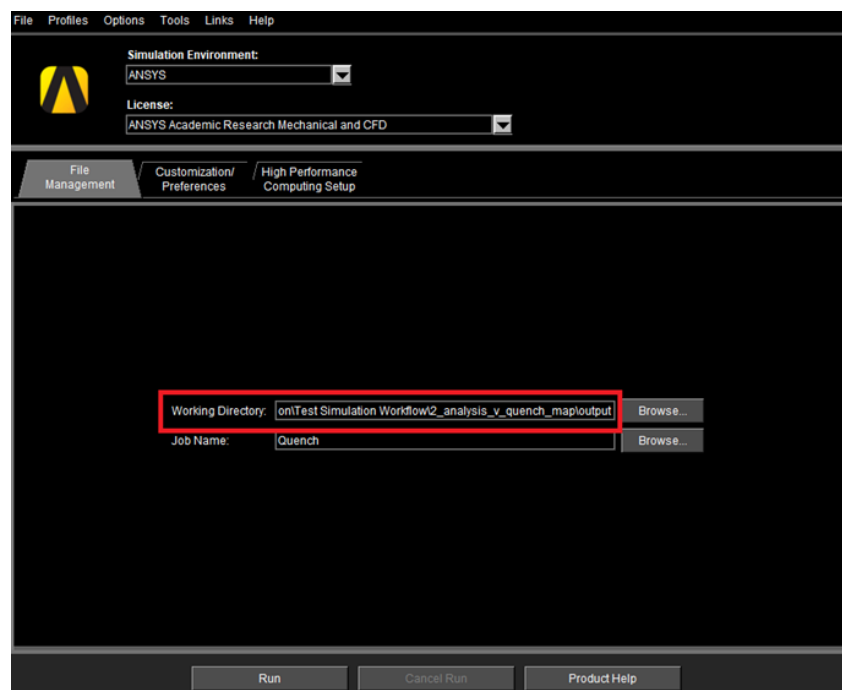 File Profiles Options Tools Links Help
Simulation Environment:
ANSYS
License:
ANSYS Academic Research Mechanical and CFD
File Management
Customization/ Preferences
High Performance Computing Setup
Working Directory: on\Test Simulation Workflow\2_analysis_v_quench_map\output Browse...
Job Name: Quench Browse...
Run Cancel Run Product Help